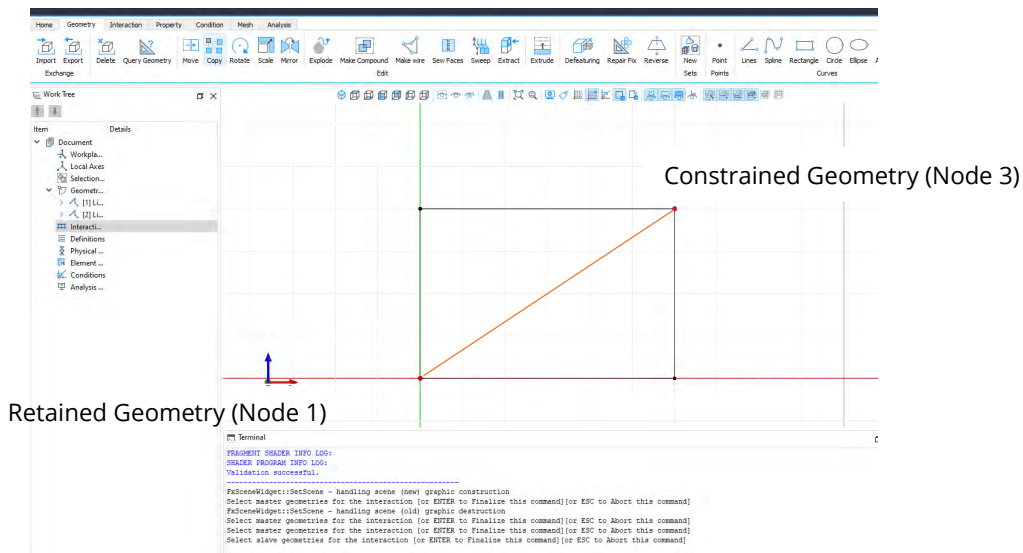 Home Geometry Interaction Property Condition Mesh Analysis
Import Export Delete Query Geometry Move Copy Rotate Scale Mirror Explode Make Compound Make wire Sew Faces Sweep Extract Extrude Defeaturing Repair Fix Reverse New Point Lines Spline Rectangle Circle Ellipse A
Exchange Edit Sets Points Curves
Work Tree
Item Details
Document
Workpla...
Local Axes
Selection...
Geometr...
[1] Li...
[2] Li...
Interacti...
Definitions
Physical ...
Element ...
Conditions
Analysis ...
Constrained Geometry (Node 3)
Retained Geometry (Node 1)
Terminal
FRAGMENT SHADER INFO LOG:
SHADER PROGRAM INFO LOG:
Validation successful.
FxSceneWidget::SetScene - handling scene (new) graphic construction
Select master geometries for the interaction [or ENTER to Finalize this command][or ESC to Abort this command]
FxSceneWidget::SetScene - handling scene (old) graphic destruction
Select master geometries for the interaction [or ENTER to Finalize this command][or ESC to Abort this command]
Select master geometries for the interaction [or ENTER to Finalize this command][or ESC to Abort this command]
Select slave geometries for the interaction [or ENTER to Finalize this command][or ESC to Abort this command]